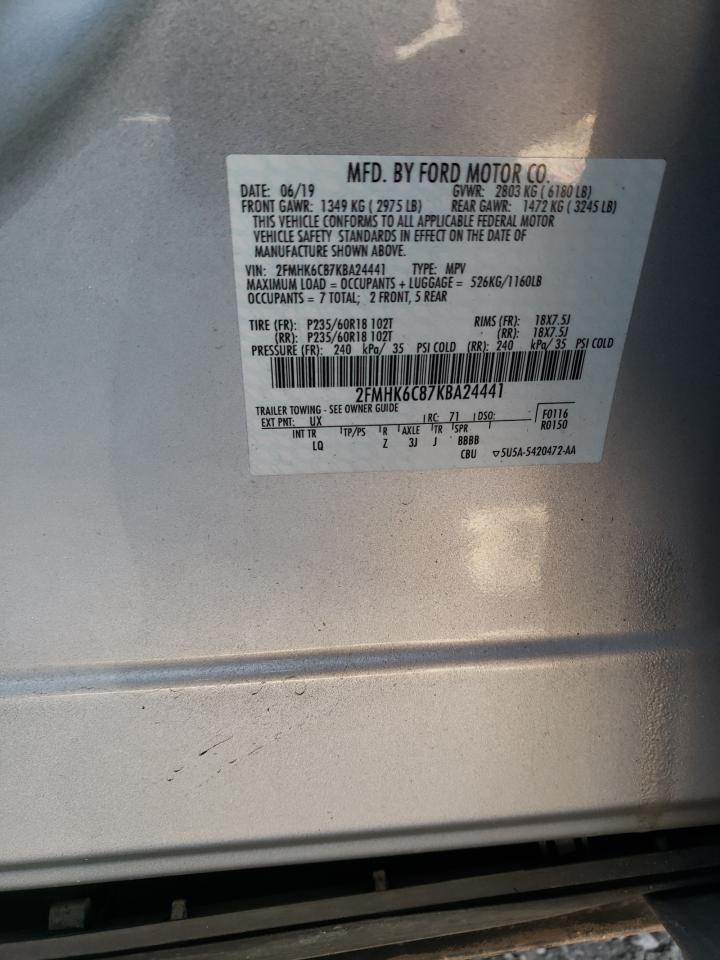 MFD. BY FORD MOTOR CO.
DATE: 06/19 GVWR: 2803 KG ( 6180 LB)
FRONT GAWR: 1349 KG ( 2975 LB) REAR GAWR: 1472 KG ( 3245 LB)
THIS VEHICLE CONFORMS TO ALL APPLICABLE FEDERAL MOTOR
VEHICLE SAFETY STANDARDS IN EFFECT ON THE DATE OF
MANUFACTURE SHOWN ABOVE.
VIN: 2FMHK6C87KBA24441 TYPE: MPV
MAXIMUM LOAD = OCCUPANTS + LUGGAGE = 526KG/1160LB
OCCUPANTS = 7 TOTAL; 2 FRONT, 5 REAR
TIRE (FR): P235/60R18 102T RIMS (FR): 18X7.5J
(RR): P235/60R18 102T (RR): 18X7.5J
PRESSURE (FR): 240 kPa/ 35 PSI COLD (RR): 240 kPa/ 35 PSI COLD
2FMHK6C87KBA24441
TRAILER TOWING - SEE OWNER GUIDE
EXT PNT: UX RC: 71 DSO: F0116
R0150
INT TR TP/PS R AXLE TR SPR
LQ Z 3J J BBBB
CBU ▽5U5A-5420472-AA